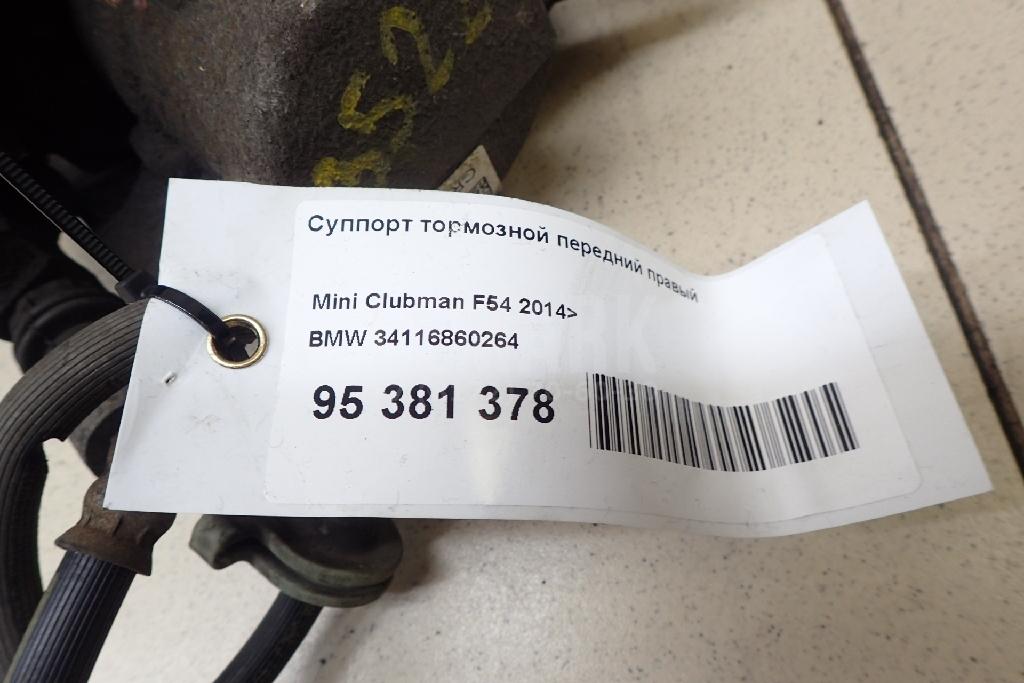 Суппорт тормозной передний правый
Mini Clubman F54 2014>
BMW 34116860264
95 381 378